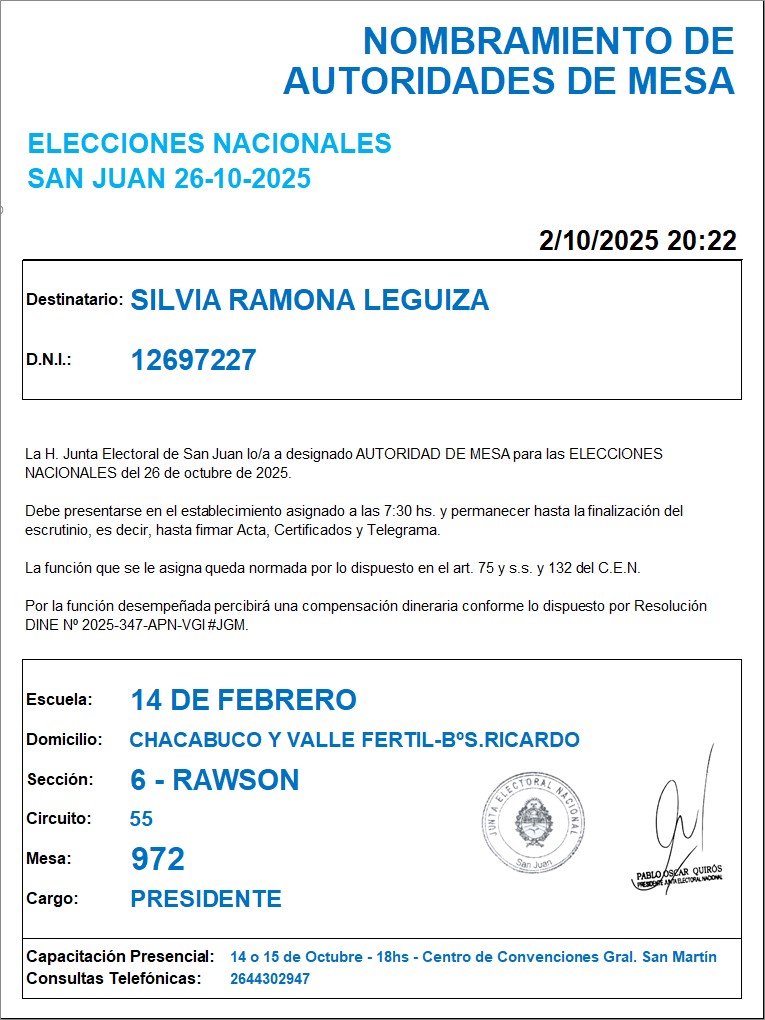 NOMBRAMIENTO DE
AUTORIDADES DE MESA
ELECCIONES NACIONALES
SAN JUAN 26-10-2025
2/10/2025 20:22
Destinatario: SILVIA RAMONA LEGUIZA
D.N.I.: 12697227
La H. Junta Electoral de San Juan lo/a a designado AUTORIDAD DE MESA para las ELECCIONES
NACIONALES del 26 de octubre de 2025.
Debe presentarse en el establecimiento asignado a las 7:30 hs. y permanecer hasta la finalización del
escrutinio, es decir, hasta firmar Acta, Certificados y Telegrama.
La función que se le asigna queda normada por lo dispuesto en el art. 75 y s.s. y 132 del C.E.N.
Por la función desempeñada percibirá una compensación dineraria conforme lo dispuesto por Resolución
DINE Nº 2025-347-APN-VGI#JGM.
Escuela: 14 DE FEBRERO
Domicilio: CHACABUCO Y VALLE FERTIL-BºS.RICARDO
Sección: 6 - RAWSON
Circuito: 55
Mesa: 972
Cargo: PRESIDENTE
JUNTA ELECTORAL NACIONAL
San Juan
PABLO OSCAR QUIRÓS
PRESIDENTE JUNTA ELECTORAL NACIONAL
Capacitación Presencial: 14 o 15 de Octubre - 18hs - Centro de Convenciones Gral. San Martín
Consultas Telefónicas: 2644302947